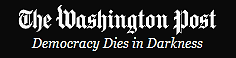 The Washington Post
Democracy Dies in Darkness